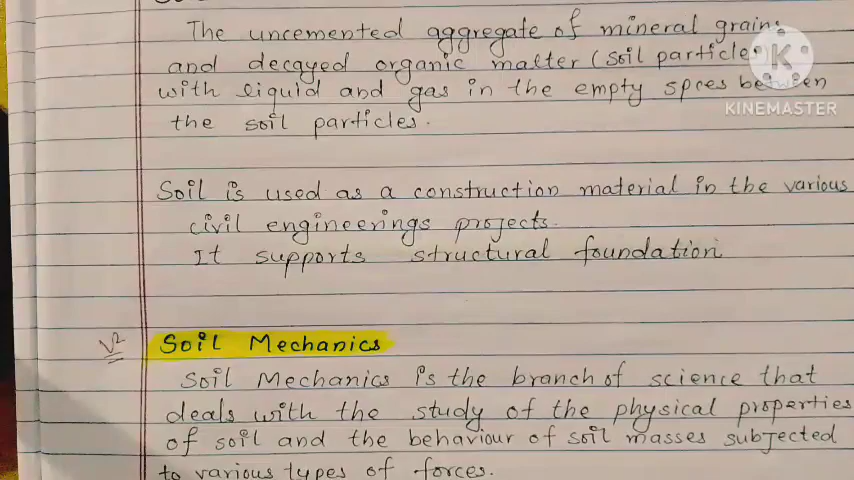 The uncemented aggregate of mineral grains
and decayed organic matter (soil particles
with liquid and gas in the empty spces between
the soil particles.
Soil is used as a construction material in the various
civil engineerings projects.
It supports structural foundation
V2
Soil Mechanics
Soil Mechanics is the branch of science that
deals with the study of the physical properties
of soil and the behaviour of soil masses subjected
to various types of forces.
K
KINEMASTER